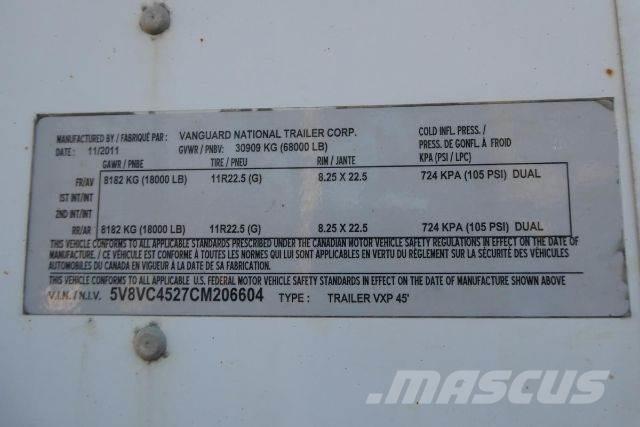 MANUFACTURED BY / FABRIQUÉ PAR : VANGUARD NATIONAL TRAILER CORP. COLD INFL. PRESS./
DATE : 11/2011 GVWR / PNBV: 30909 KG (68000 LB) PRESS. DE GONFL À FROID
GAWR / PNBE TIRE / PNEU RIM / JANTE KPA (PSI / LPC)
FR/AV 8182 KG (18000 LB) 11R22.5 (G) 8.25 X 22.5 724 KPA (105 PSI) DUAL
1ST INT/INT
2ND INT/INT
RR/AR 8182 KG (18000 LB) 11R22.5 (G) 8.25 X 22.5 724 KPA (105 PSI) DUAL
THIS VEHICLE CONFORMS TO ALL APPLICABLE STANDARDS PRESCRIBED UNDER THE CANADIAN MOTOR VEHICLE SAFETY REGULATIONS IN EFFECT ON THE DATE OF
MANUFACTURE. / CE VÉHICULE EST CONFORME À TOUTES LES NORMES QUI LUI SONT APPLICABLES EN VERTU DU RÈGLEMENT SUR LA SÉCURITÉ DES VÉHICULES
AUTOMOBILES DU CANADA EN VIGUEUR À LA DATE DE SA FABRICATION.
THIS VEHICLE CONFORMS TO ALL APPLICABLE U.S. FEDERAL MOTOR VEHICLE SAFETY STANDARDS IN EFFECT ON THE DATE OF MANUFACTURE SHOWN ABOVE
V.I.N. / N.I.V. 5V8VC4527CM206604 TYPE : TRAILER VXP 45'
MASCUS